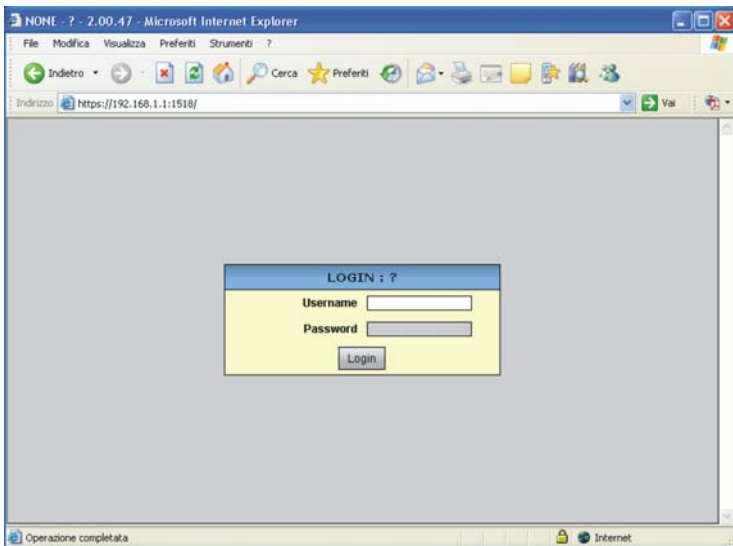 NONE - ? - 2.00.47 - Microsoft Internet Explorer
File Modifica Visualizza Preferiti Strumenti ?
Indietro Cerca Preferiti
Indirizzo https://192.168.1.1:1518/ Vai
LOGIN : ?
Username
Password
Login
Operazione completata Internet